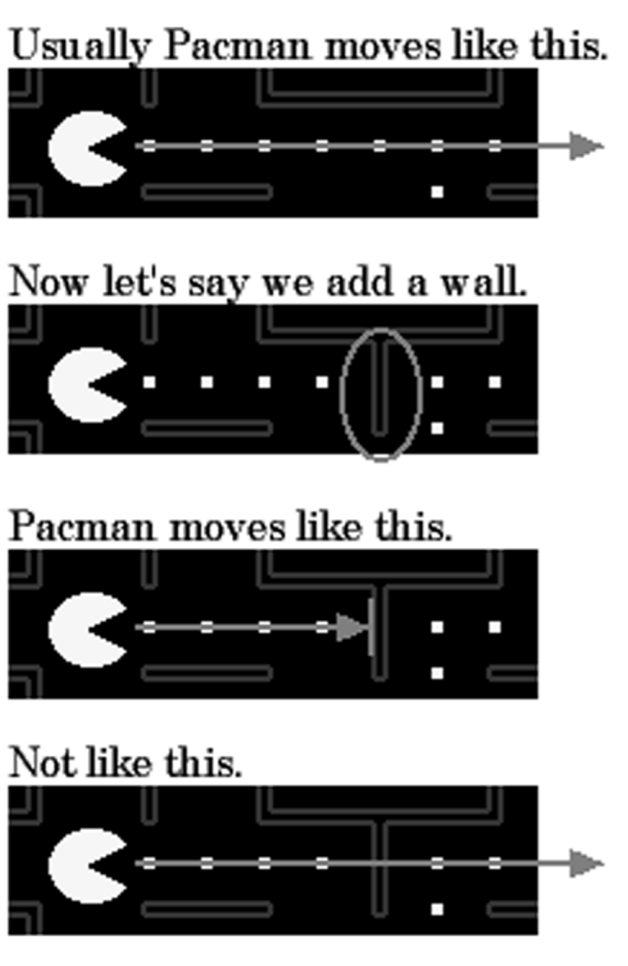 Usually Pacman moves like this.
Now let's say we add a wall.
Pacman moves like this.
Not like this.